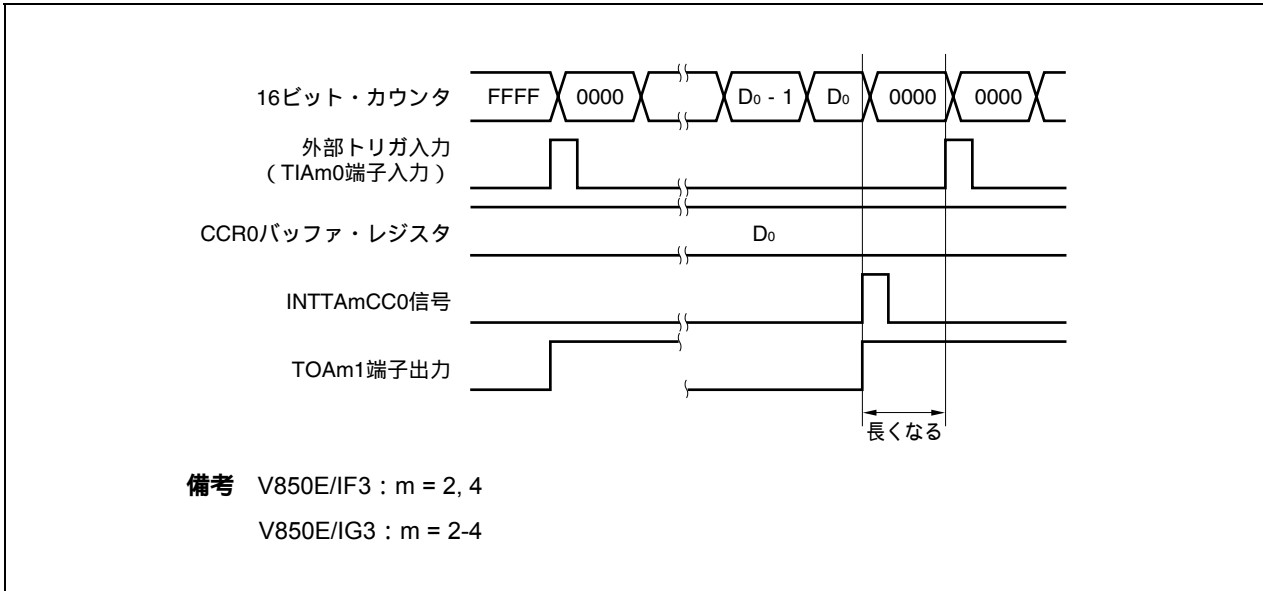 16ビット・カウンタ FFFF 0000 D0 - 1 D0 0000 0000
外部トリガ入力
（TIAm0端子入力）
CCR0バッファ・レジスタ D0
INTTAmCC0信号
TOAm1端子出力
長くなる
備考 V850E/IF3：m = 2, 4
V850E/IG3：m = 2-4